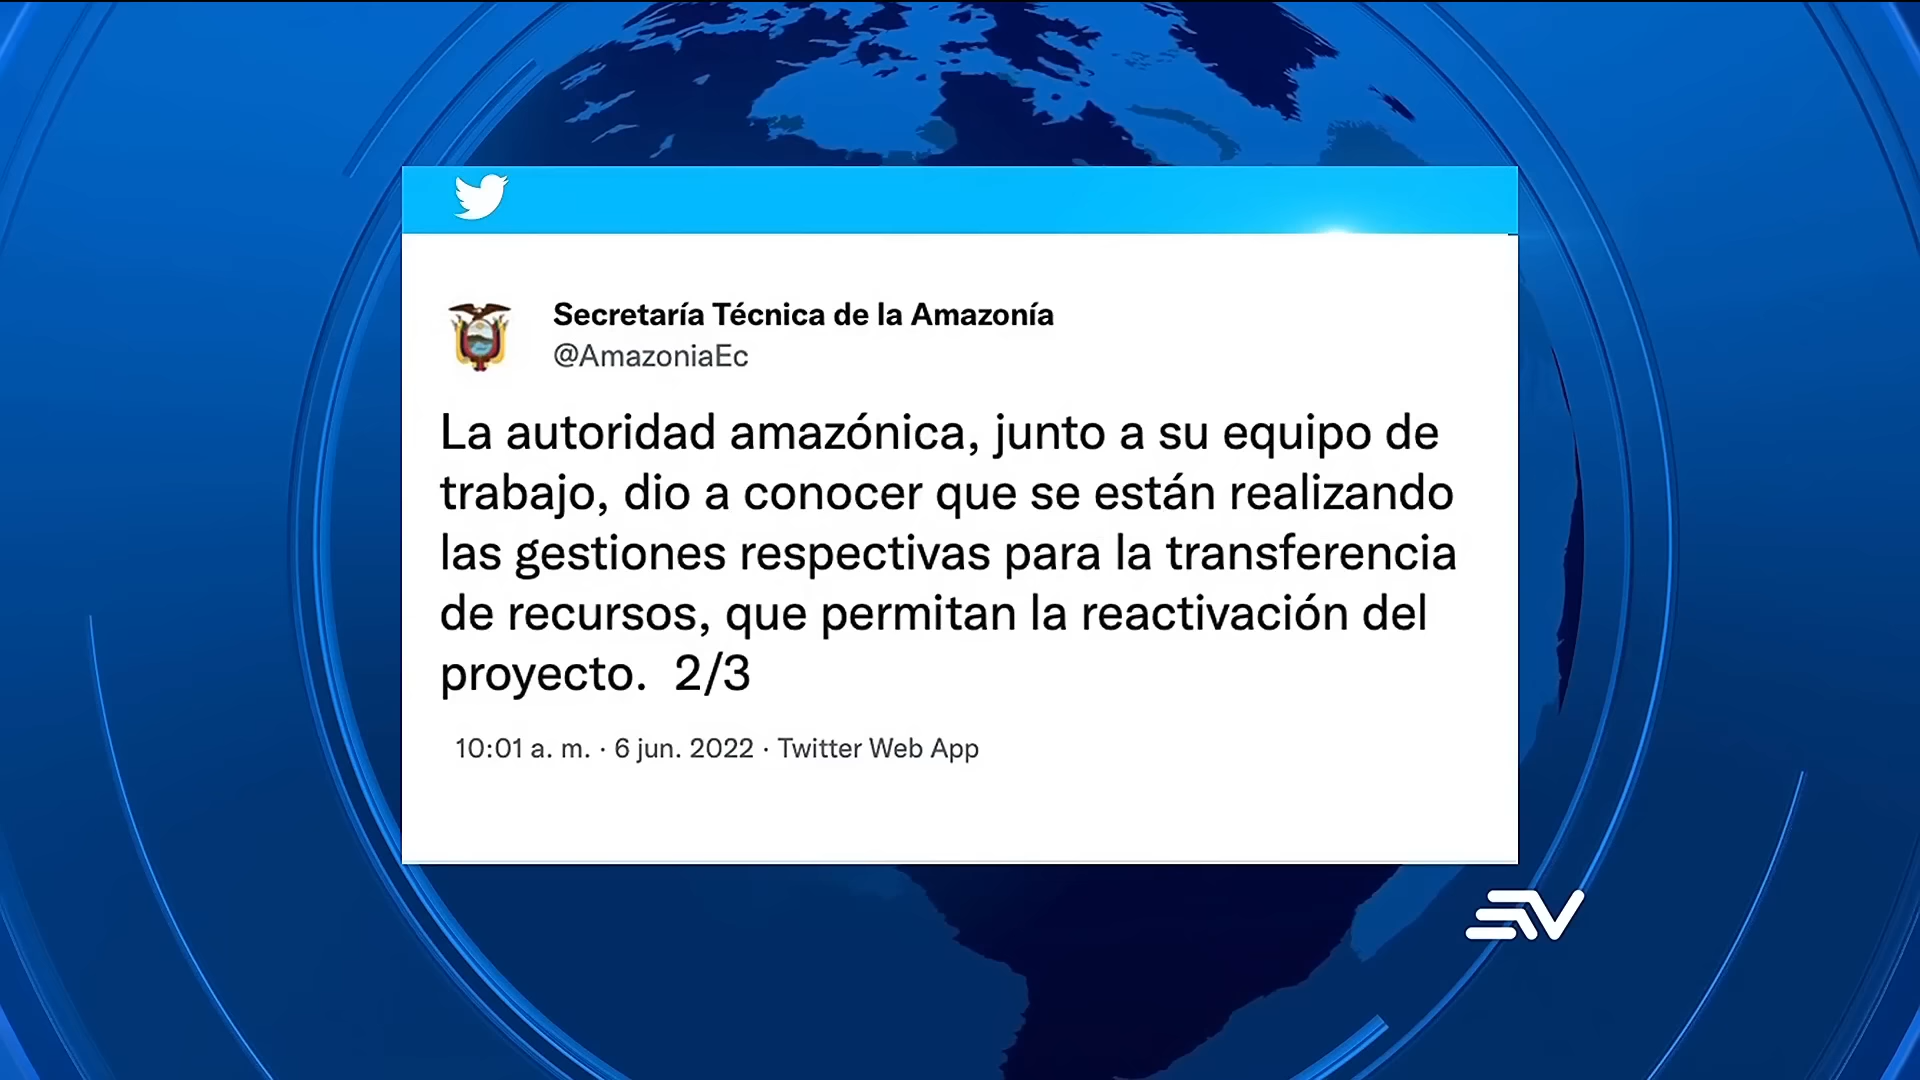 Secretaría Técnica de la Amazonía
@AmazoniaEc
La autoridad amazónica, junto a su equipo de
trabajo, dio a conocer que se están realizando
las gestiones respectivas para la transferencia
de recursos, que permitan la reactivación del
proyecto.  2/3
10:01 a. m. · 6 jun. 2022 · Twitter Web App
EV